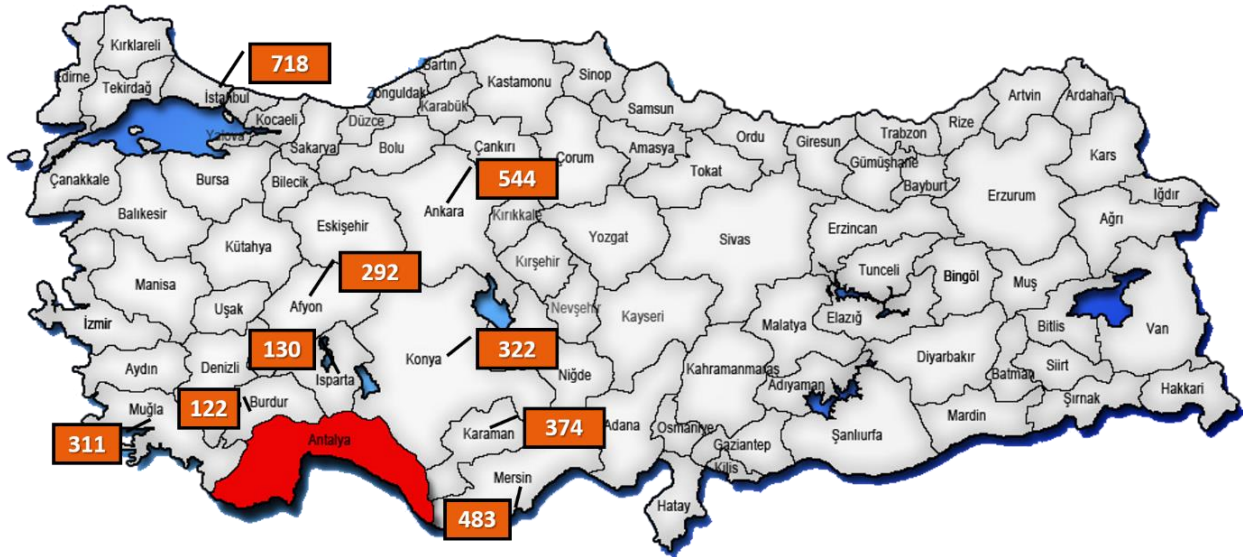 Kırklareli
718
Edirne
Tekirdağ
İstanbul
Kocaeli
Yalova
Sakarya
Düzce
Zonguldak
Bartın
Karabük
Kastamonu
Sinop
Samsun
Ordu
Giresun
Trabzon
Rize
Artvin
Ardahan
Kars
Iğdır
Çanakkale
Bursa
Bilecik
Bolu
Çankırı
544
Çorum
Amasya
Tokat
Gümüşhane
Bayburt
Erzurum
Ağrı
Balıkesir
Kütahya
Eskişehir
Ankara
Kırıkkale
Yozgat
Sivas
Erzincan
Kırşehir
Tunceli
Bingöl
Muş
Manisa
Uşak
Afyon
292
Nevşehir
Kayseri
Malatya
Elazığ
Bitlis
Van
İzmir
Aydın
Denizli
130
Isparta
Konya
322
Niğde
Kahramanmaraş
Adıyaman
Diyarbakır
Batman
Siirt
Şırnak
Hakkari
Muğla
311
122
Burdur
Antalya
Karaman
374
Adana
Osmaniye
Gaziantep
Kilis
Şanlıurfa
Mardin
Mersin
483
Hatay